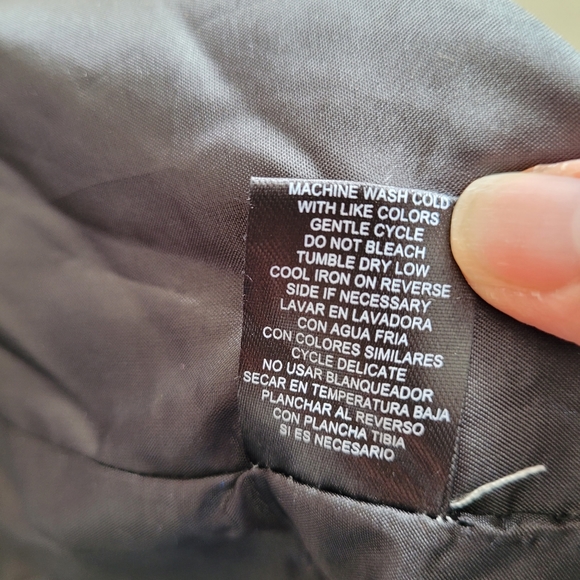 MACHINE WASH COLD
WITH LIKE COLORS
GENTLE CYCLE
DO NOT BLEACH
TUMBLE DRY LOW
COOL IRON ON REVERSE
SIDE IF NECESSARY
LAVAR EN LAVADORA
CON AGUA FRIA
CON COLORES SIMILARES
CYCLE DELICATE
NO USAR BLANQUEADOR
SECAR EN TEMPERATURA BAJA
PLANCHAR AL REVERSO
CON PLANCHA TIBIA
SI ES NECESARIO